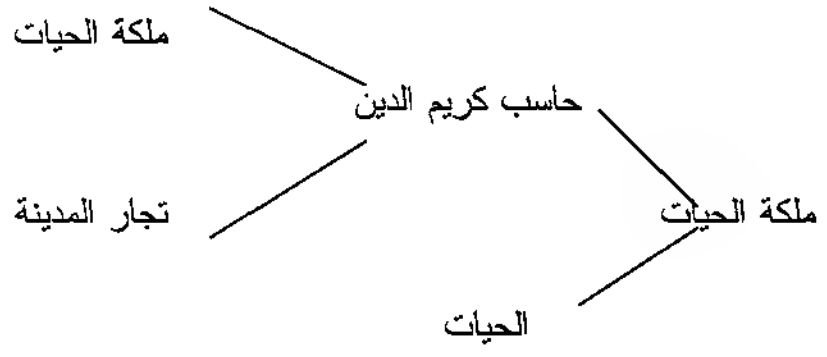 ملكة الحيات
حاسب كريم الدين
ملكة الحيات
تجار المدينة
الحيات